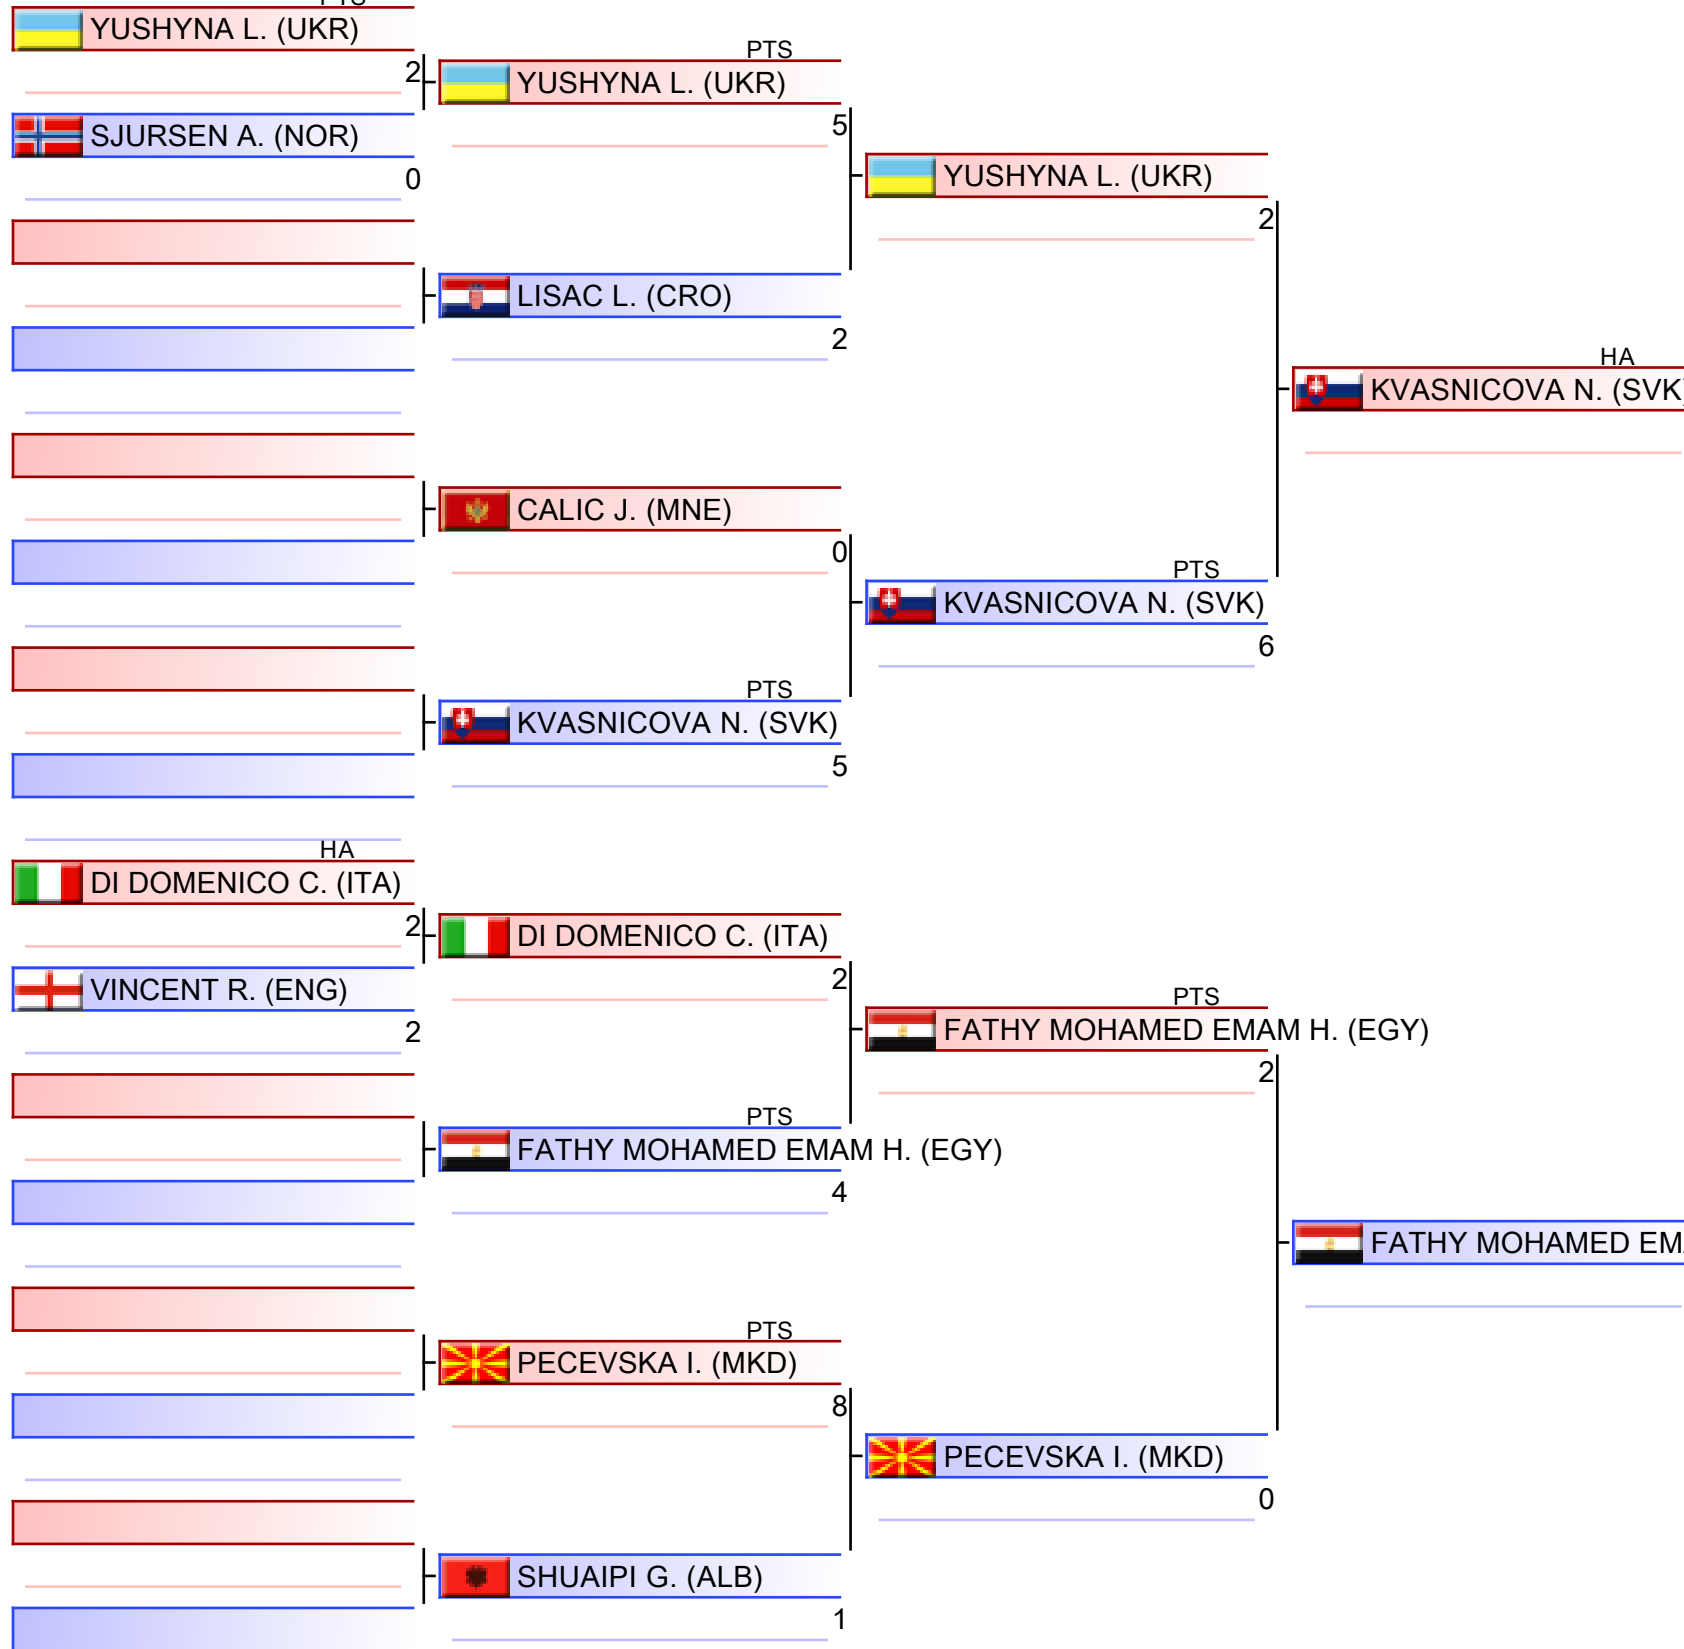 PTS
YUSHYNA L. (UKR)
2
SJURSEN A. (NOR)
0
HA
DI DOMENICO C. (ITA)
2
VINCENT R. (ENG)
2
PTS
YUSHYNA L. (UKR)
5
LISAC L. (CRO)
2
CALIC J. (MNE)
0
PTS
KVASNICOVA N. (SVK)
5
DI DOMENICO C. (ITA)
2
PTS
FATHY MOHAMED EMAM H. (EGY)
4
PTS
PECEVSKA I. (MKD)
8
SHUAIPI G. (ALB)
1
YUSHYNA L. (UKR)
2
PTS
KVASNICOVA N. (SVK)
6
PTS
FATHY MOHAMED EMAM H. (EGY)
2
PECEVSKA I. (MKD)
0
HA
KVASNICOVA N. (SVK)
FATHY MOHAMED